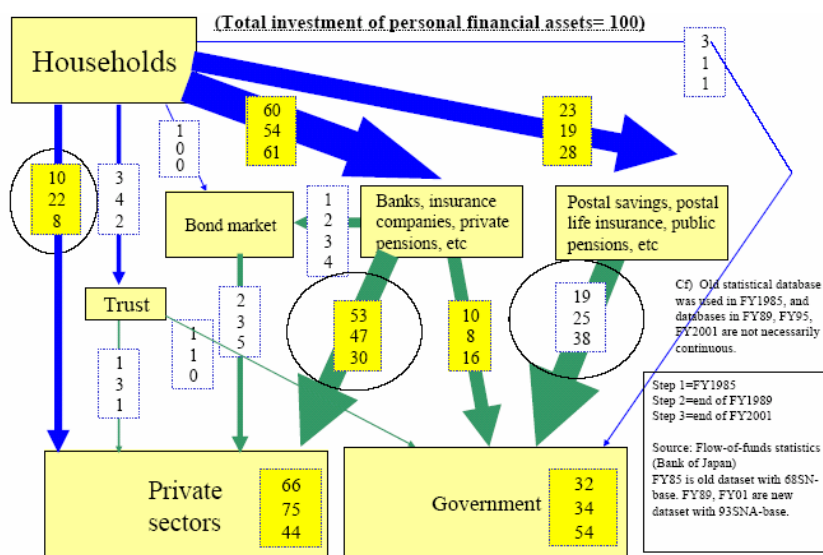 (Total investment of personal financial assets= 100)
Households
3
1
1
60
54
61
23
19
28
1
0
0
10
22
8
3
4
2
Bond market
1
2
3
4
Banks, insurance
companies, private
pensions, etc
Postal savings, postal
life insurance, public
pensions, etc
Trust
2
3
5
53
47
30
10
8
16
19
25
38
Cf) Old statistical database
was used in FY1985, and
databases in FY89, FY95,
FY2001 are not necessarily
continuous.
1
3
1
1
1
0
Step 1=FY1985
Step 2=end of FY1989
Step 3=end of FY2001
Source: Flow-of-funds statistics
(Bank of Japan)
FY85 is old dataset with 68SN-
base. FY89, FY01 are new
dataset with 93SNA-base.
Private
sectors
66
75
44
Government
32
34
54